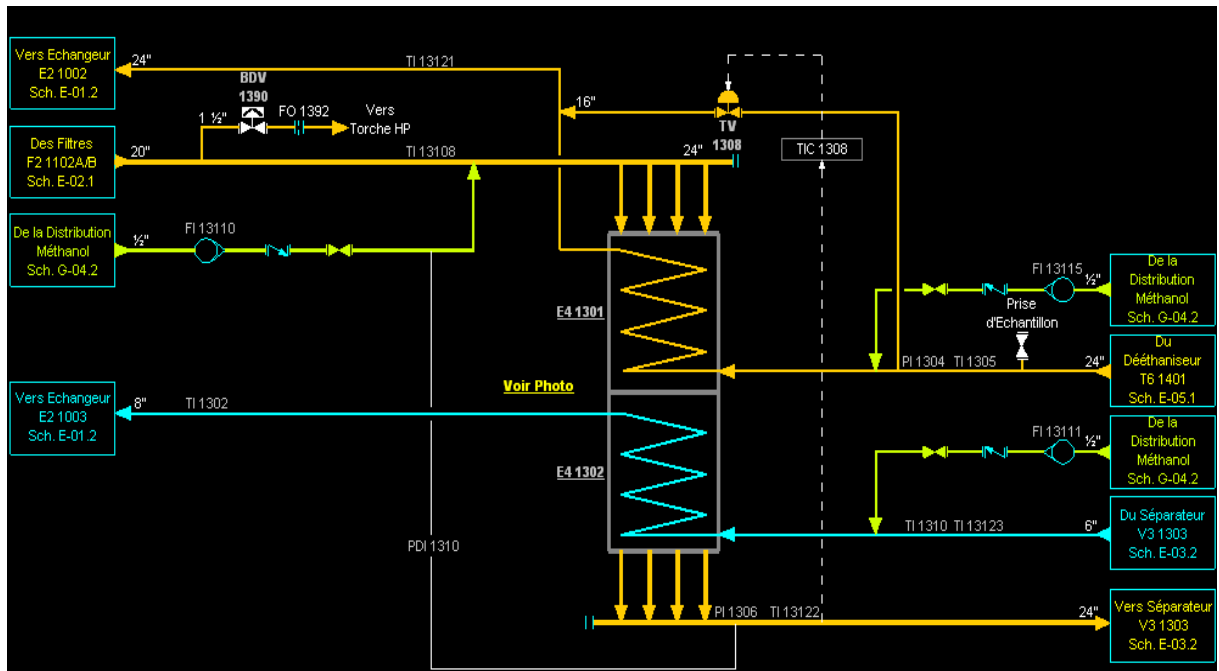 Vers Echangeur
E2 1002
Sch. E-01.2
24"
TI 13121
BDV
1390
FO 1392
Vers
Torche HP
1 ½"
16"
TV
1308
TIC 1308
Des Filtres
F2 1102A/B
Sch. E-02.1
20"
TI 13108
24"
De la Distribution
Méthanol
Sch. G-04.2
½"
FI 13110
De la
Distribution
Méthanol
Sch. G-04.2
½"
FI 13115
Prise
d'Echantillon
E4 1301
PI 1304 TI 1305
24"
Du
Dééthaniseur
T6 1401
Sch. E-05.1
Voir Photo
Vers Echangeur
E2 1003
Sch. E-01.2
8"
TI 1302
De la
Distribution
Méthanol
Sch. G-04.2
½"
FI 13111
E4 1302
PDI 1310
TI 1310 TI 13123
6"
Du Séparateur
V3 1303
Sch. E-03.2
PI 1306 TI 13122
24"
Vers Séparateur
V3 1303
Sch. E-03.2